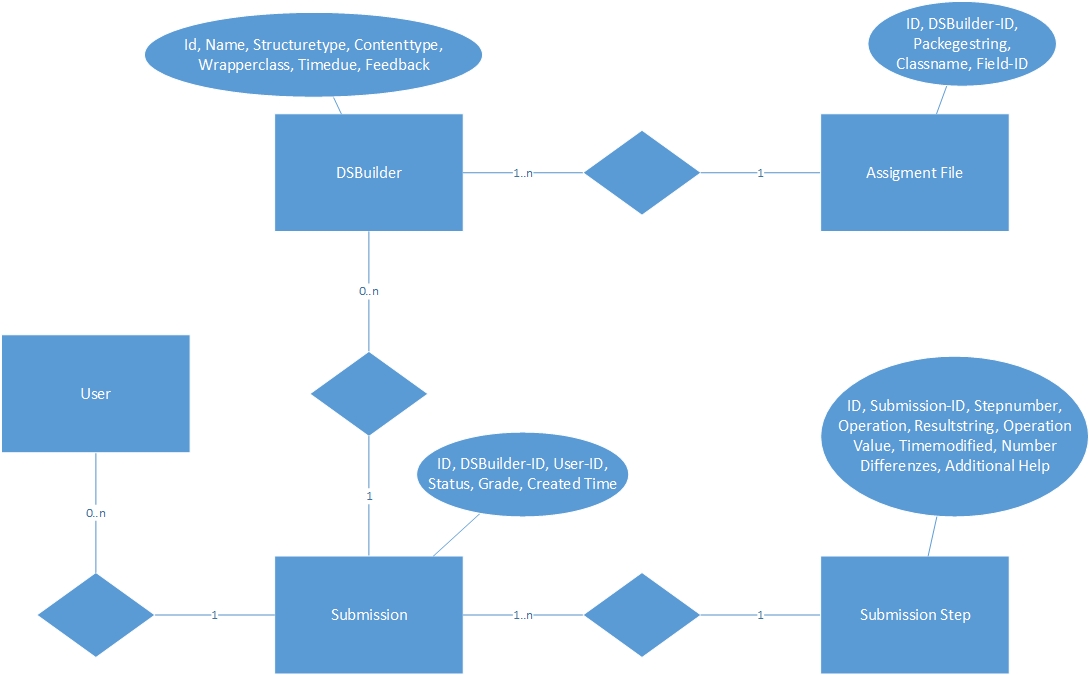 Id, Name, Structuretype, Contenttype,
Wrapperclass, Timedue, Feedback
ID, DSBuilder-ID,
Packegestring,
Classname, Field-ID
DSBuilder
1..n
1
Assigment File
0..n
User
ID, Submission-ID, Stepnumber,
Operation, Resultstring, Operation
Value, Timemodified, Number
Differenzes, Additional Help
ID, DSBuilder-ID, User-ID,
Status, Grade, Created Time
1
0..n
1
Submission
1..n
1
Submission Step